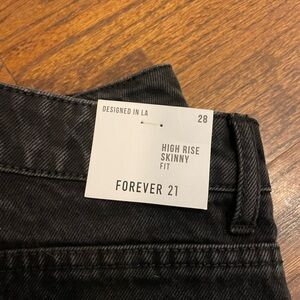 DESIGNED IN LA
28
HIGH RISE
SKINNY
FIT
FOREVER 21